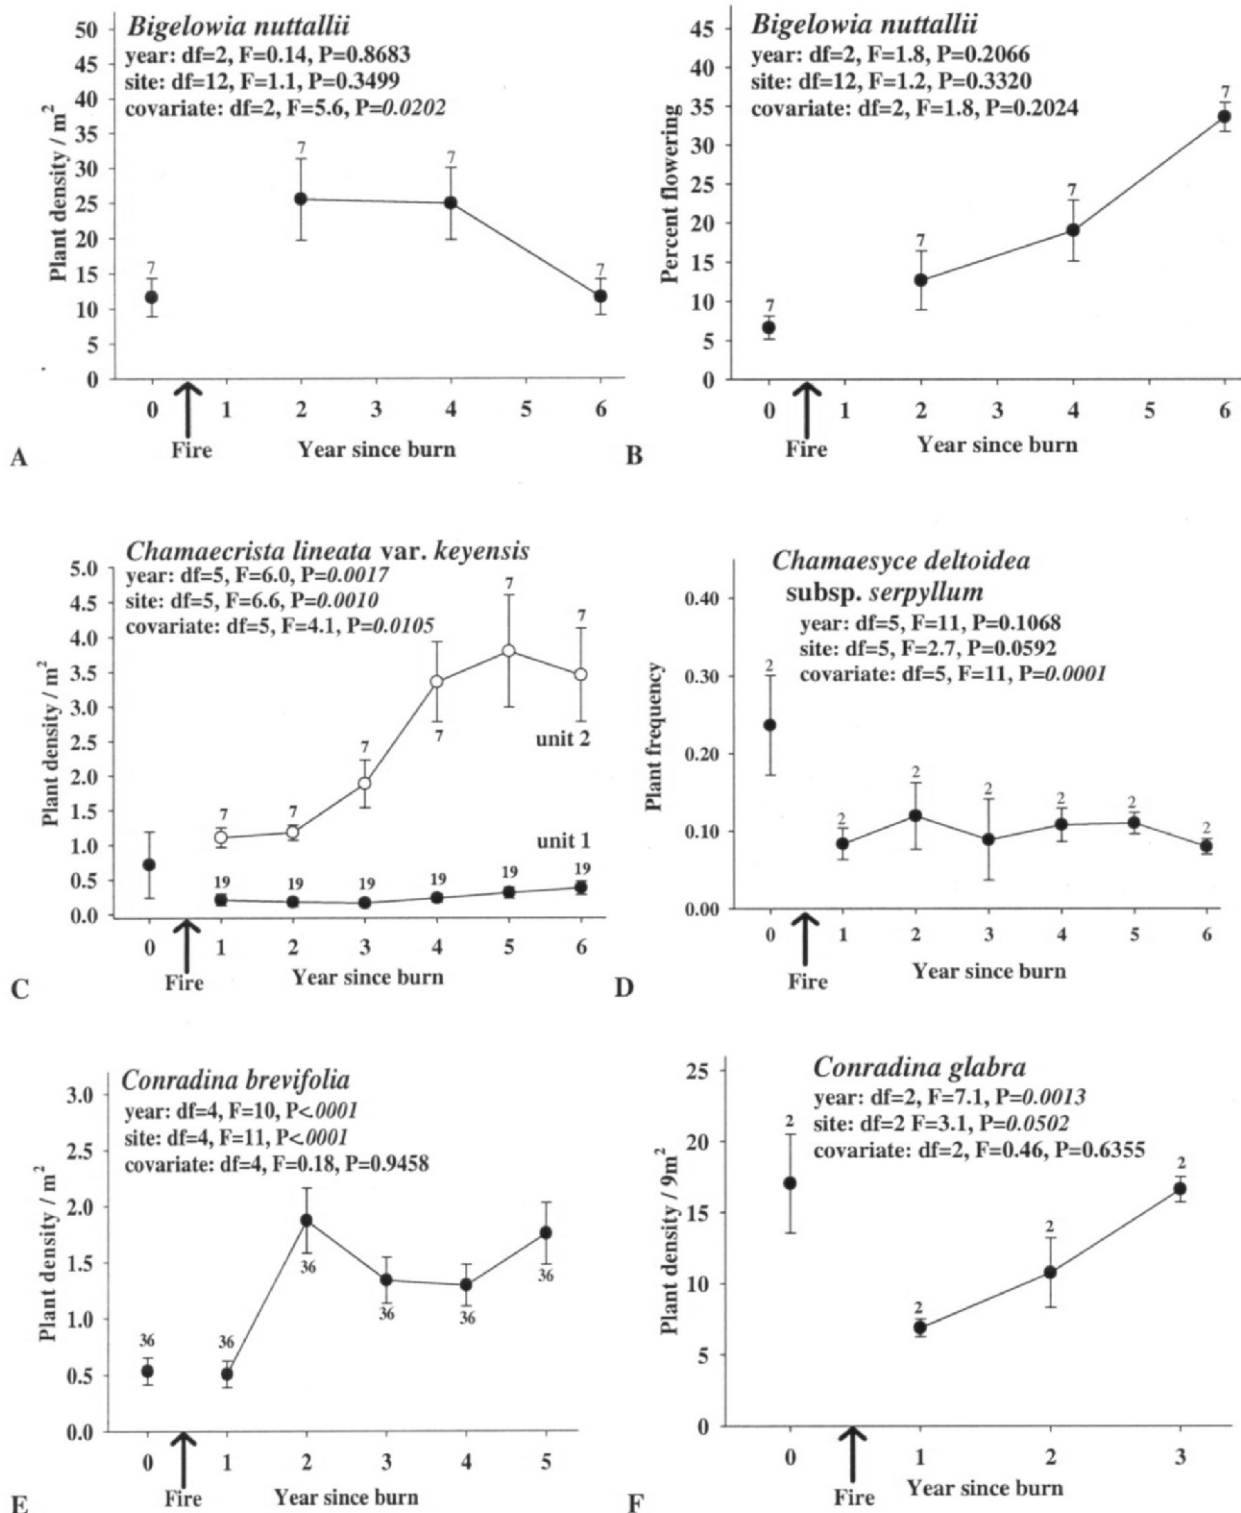 Bigelowia nuttallii
year: df=2, F=0.14, P=0.8683
site: df=12, F=1.1, P=0.3499
covariate: df=2, F=5.6, P=0.0202
Plant density / m²
50
45
40
35
30
25
20
15
10
5
0
7
7
7
7
0 1 2 3 4 5 6
Fire
Year since burn
A
Bigelowia nuttallii
year: df=2, F=1.8, P=0.2066
site: df=12, F=1.2, P=0.3320
covariate: df=2, F=1.8, P=0.2024
Percent flowering
45
40
35
30
25
20
15
10
5
0
7
7
7
7
0 1 2 3 4 5 6
Fire
Year since burn
B
Chamaecrista lineata var. keyensis
year: df=5, F=6.0, P=0.0017
site: df=5, F=6.6, P=0.0010
covariate: df=5, F=4.1, P=0.0105
Plant density / m²
5.0
4.5
4.0
3.5
3.0
2.5
2.0
1.5
1.0
0.5
0.0
7 7 7 7 7 7
unit 2
unit 1
19 19 19 19 19 19
0 1 2 3 4 5 6
Fire
Year since burn
C
Chamaesyce deltoidea
subsp. serpyllum
year: df=5, F=11, P=0.1068
site: df=5, F=2.7, P=0.0592
covariate: df=5, F=11, P=0.0001
Plant frequency
0.40
0.30
0.20
0.10
0.00
2 2 2 2 2 2 2
0 1 2 3 4 5 6
Fire
Year since burn
D
Conradina brevifolia
year: df=4, F=10, P<.0001
site: df=4, F=11, P<.0001
covariate: df=4, F=0.18, P=0.9458
Plant density / m²
3.0
2.5
2.0
1.5
1.0
0.5
0.0
36 36 36 36 36 36
0 1 2 3 4 5
Fire
Year since burn
E
Conradina glabra
year: df=2, F=7.1, P=0.0013
site: df=2 F=3.1, P=0.0502
covariate: df=2, F=0.46, P=0.6355
Plant density / 9m²
25
20
15
10
5
0
2 2 2 2
0 1 2 3
Fire
Year since burn
F